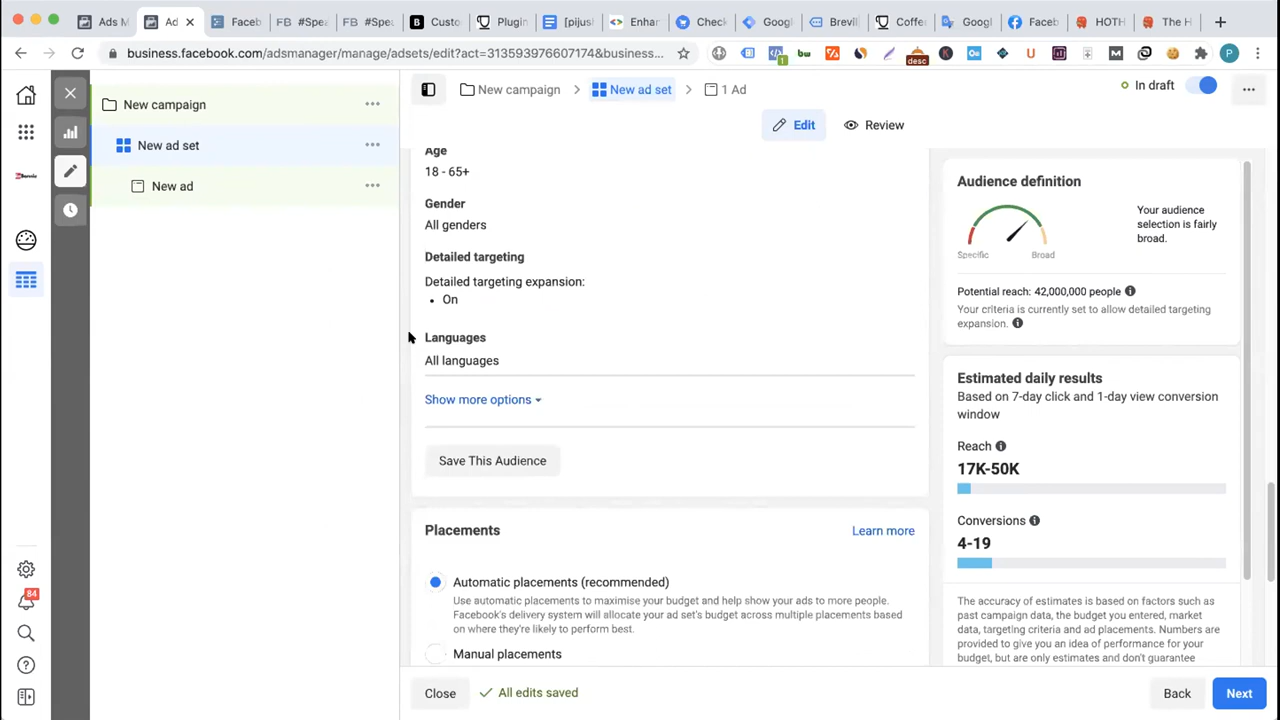 Ads M
Ad
Faceb
FB #Spea
FB #Spea
Custo
Plugin
[pijush
Enhar
Check
Goog
Brevil
Coffer
Googl
Faceb
HOTH
The H
business.facebook.com/adsmanager/manage/adsets/edit?act=313593976607174&business...
desc
P
New campaign
New ad set
New ad
84
New campaign
New ad set
1 Ad
In draft
Edit
Review
Age
18 - 65+
Gender
All genders
Detailed targeting
Detailed targeting expansion:
• On
Languages
All languages
Show more options
Save This Audience
Placements
Learn more
Automatic placements (recommended)
Use automatic placements to maximise your budget and help show your ads to more people.
Facebook's delivery system will allocate your ad set's budget across multiple placements based
on where they're likely to perform best.
Manual placements
Audience definition
Specific
Broad
Your audience
selection is fairly
broad.
Potential reach: 42,000,000 people
Your criteria is currently set to allow detailed targeting
expansion.
Estimated daily results
Based on 7-day click and 1-day view conversion
window
Reach
17K-50K
Conversions
4-19
The accuracy of estimates is based on factors such as
past campaign data, the budget you entered, market
data, targeting criteria and ad placements. Numbers are
provided to give you an idea of performance for your
budget, but are only estimates and don't guarantee
Close
All edits saved
Back
Next